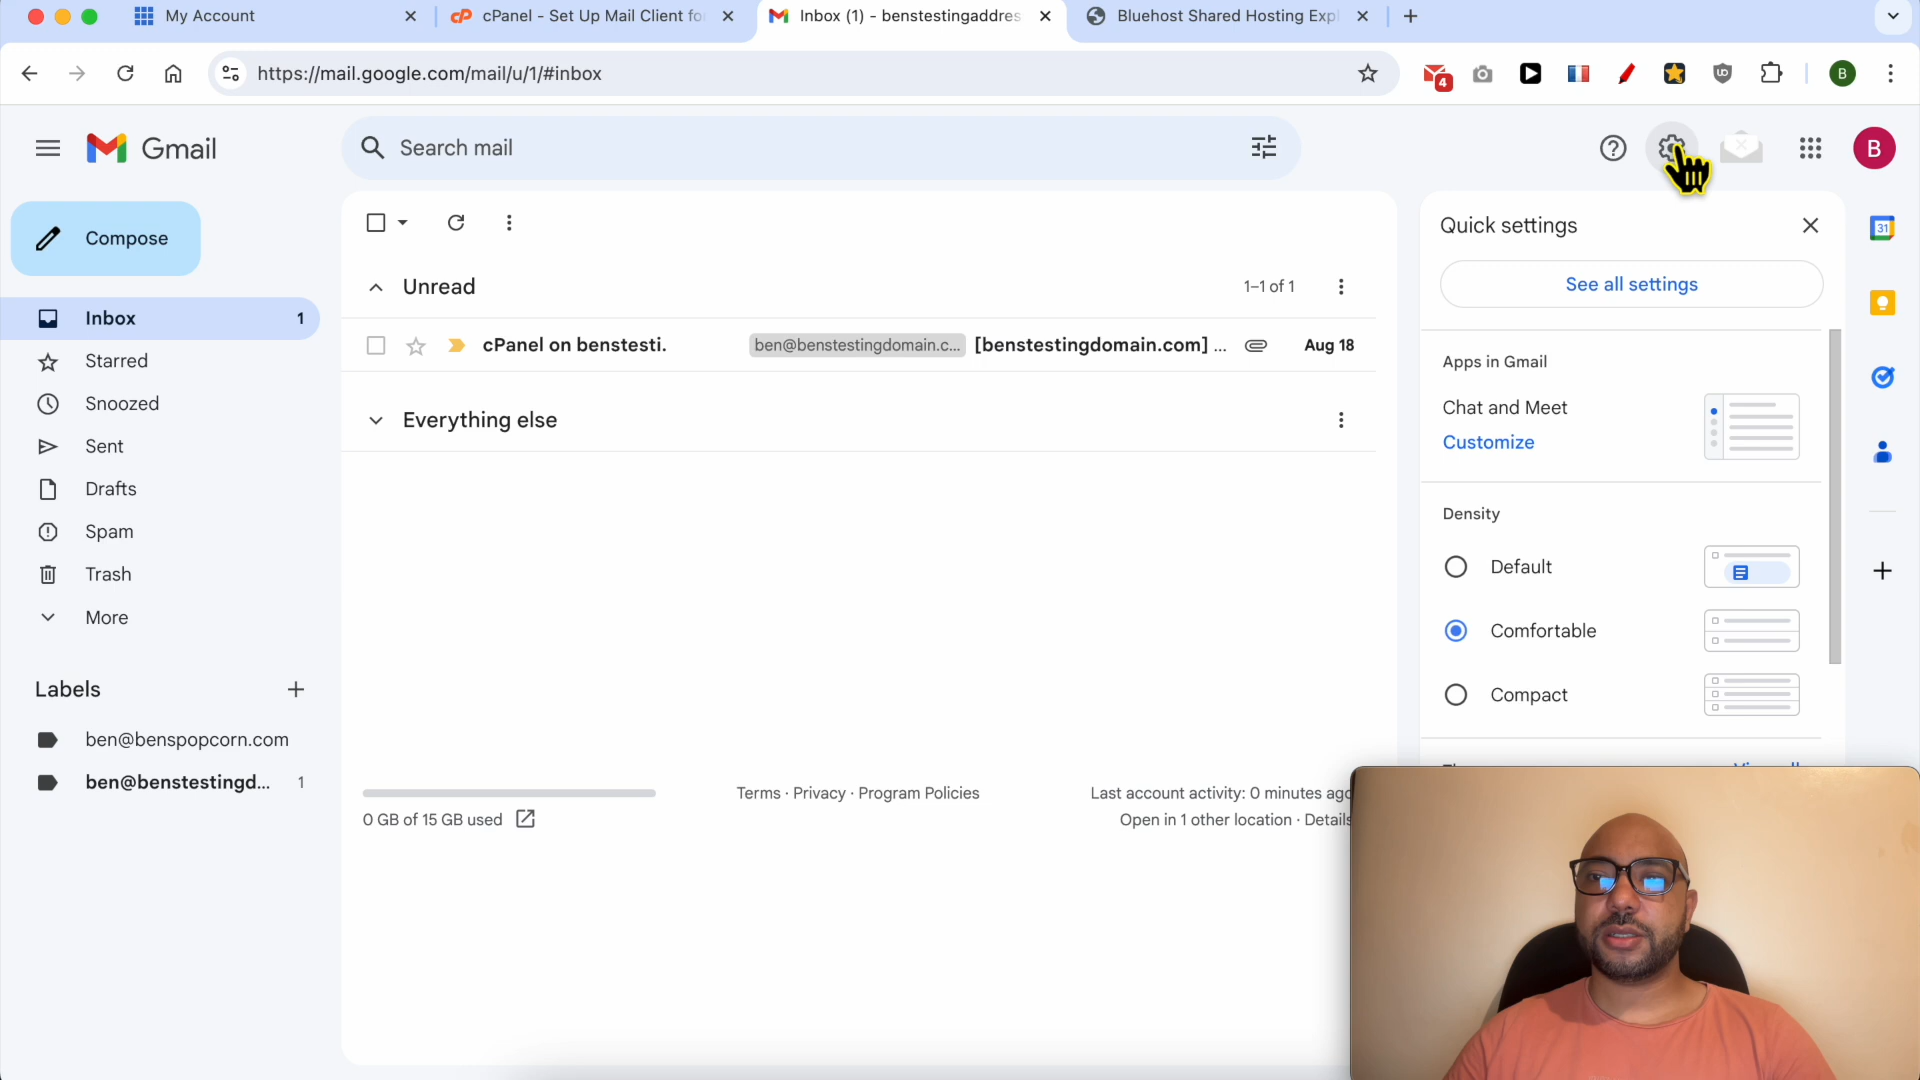 My Account
cPanel - Set Up Mail Client fo
Inbox (1) - benstestingaddres
Bluehost Shared Hosting Expl
https://mail.google.com/mail/u/1/#inbox
4
B
Gmail
Search mail
B
Compose
Inbox 1
Starred
Snoozed
Sent
Drafts
Spam
Trash
More
Labels
ben@benspopcorn.com
ben@benstestingd... 1
Unread
1–1 of 1
cPanel on benstesti.
ben@benstestingdomain.c...
[benstestingdomain.com] ...
Aug 18
Everything else
0 GB of 15 GB used
Terms · Privacy · Program Policies
Last account activity: 0 minutes ago
Open in 1 other location · Details
Quick settings
See all settings
Apps in Gmail
Chat and Meet
Customize
Density
Default
Comfortable
Compact
31